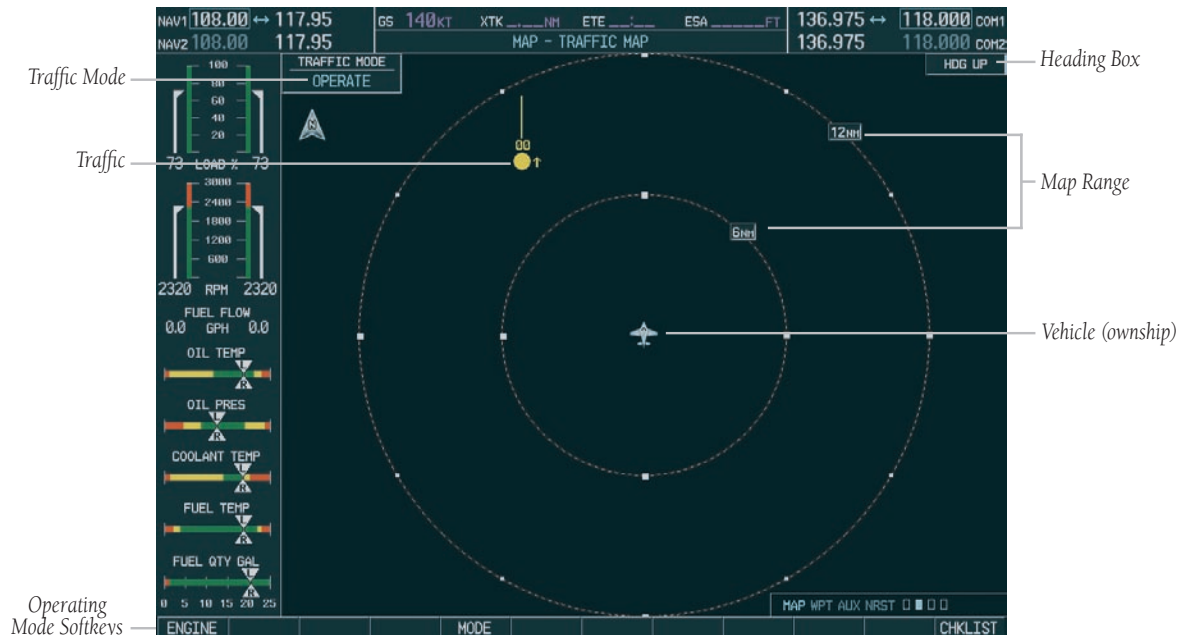 NAV1 108.00 ↔ 117.95
NAV2 108.00 117.95
GS 140KT XTK _._NM ETE __:__ ESA _____FT
MAP - TRAFFIC MAP
136.975 ↔ 118.000 COM1
136.975 118.000 COM2
Traffic Mode
TRAFFIC MODE
OPERATE
HDG UP
Heading Box
N
Traffic
00
12NM
6NM
Map Range
Vehicle (ownship)
100
80
60
40
20
73 LOAD % 73
3000
2400
1800
1200
600
2320 RPM 2320
FUEL FLOW
0.0 GPH 0.0
OIL TEMP
L
R
OIL PRES
L
R
COOLANT TEMP
L
R
FUEL TEMP
L
R
FUEL QTY GAL
L
R
0 5 10 15 20 25
MAP WPT AUX NRST
Operating
Mode Softkeys
ENGINE MODE CHKLIST